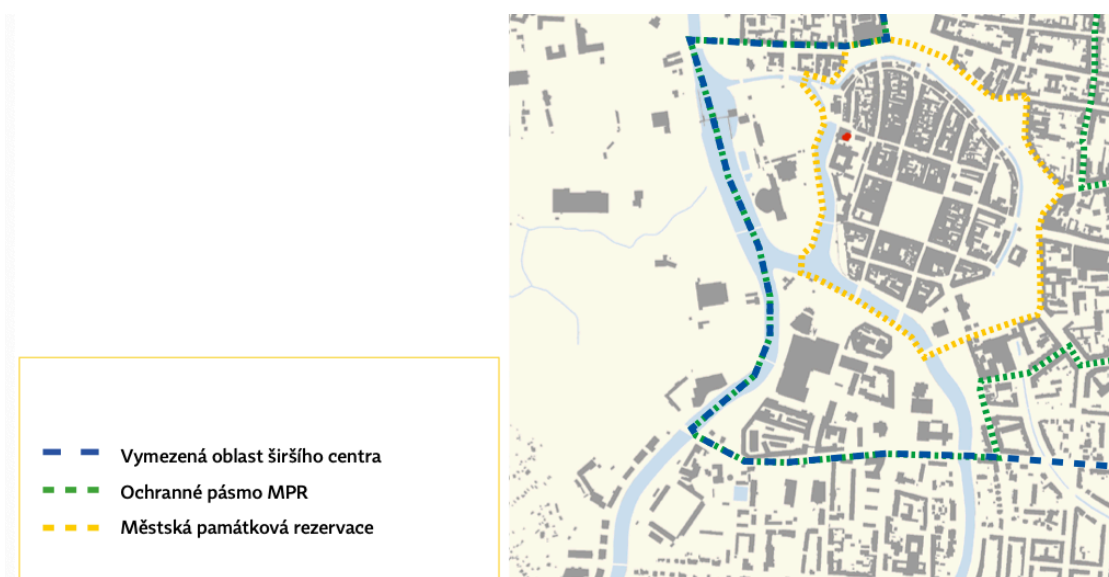 Vymezená oblast širšího centra
Ochranné pásmo MPR
Městská památková rezervace